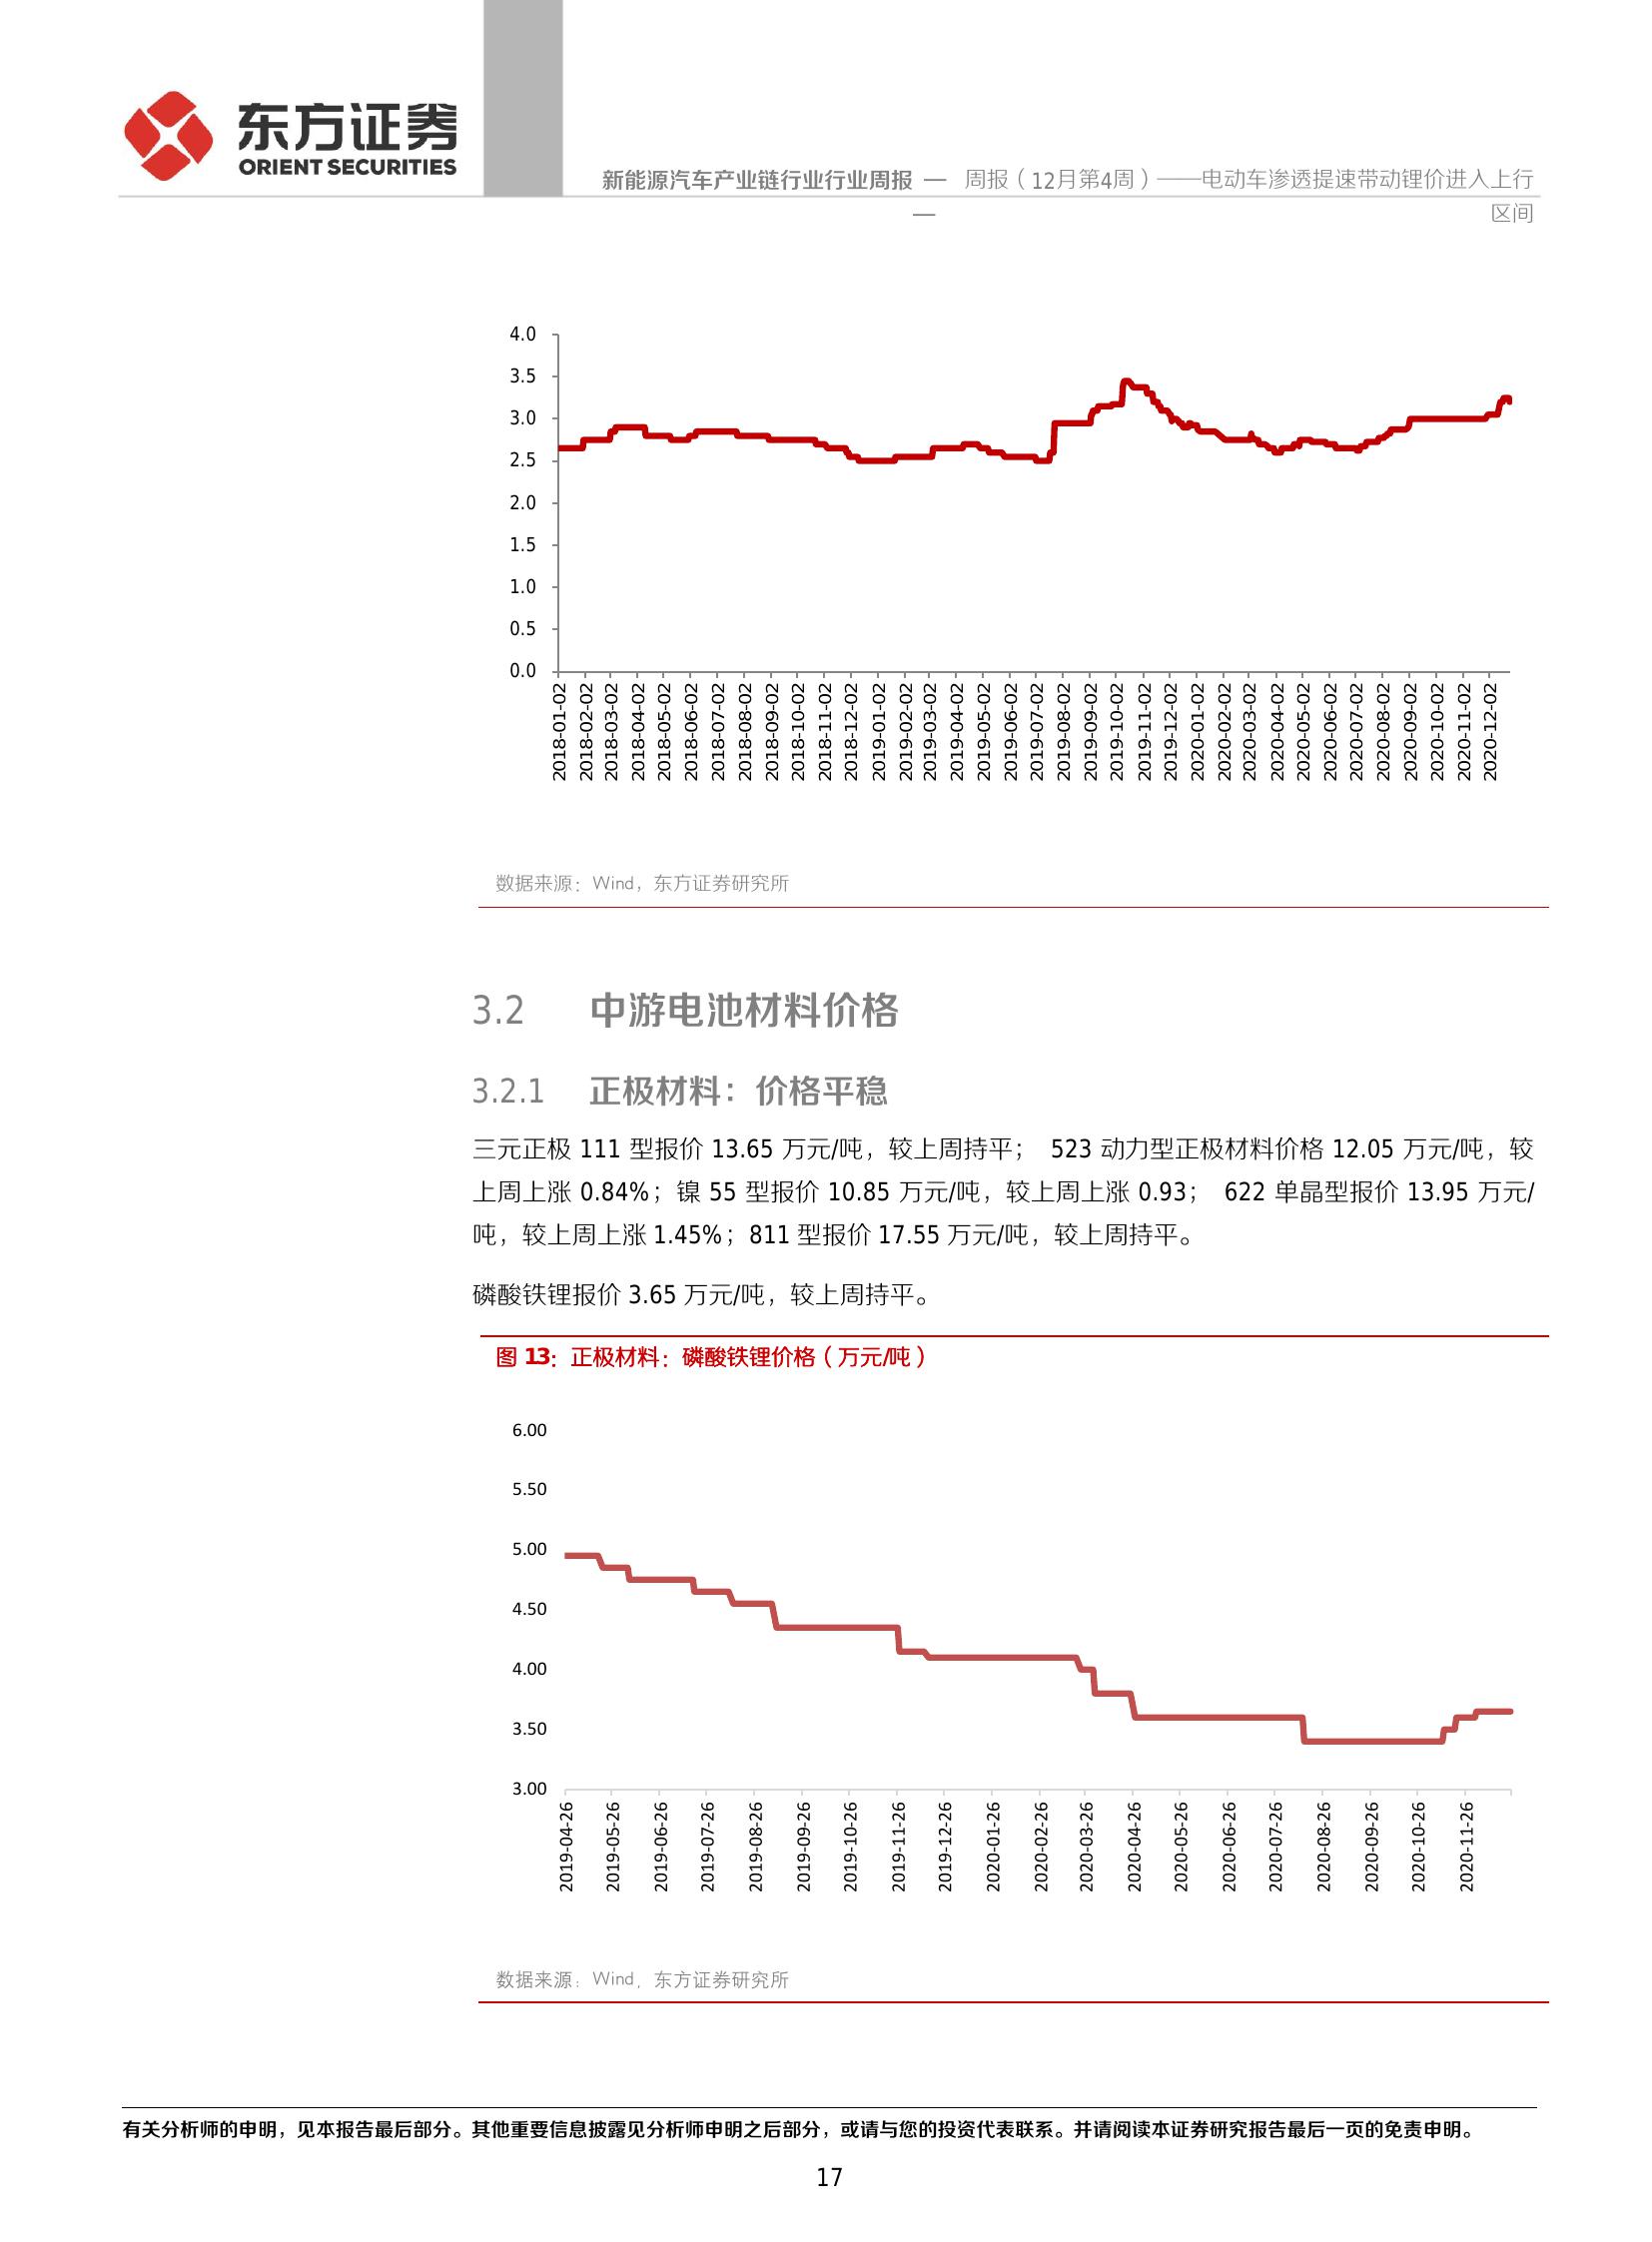 东方证券
ORIENT SECURITIES
新能源汽车产业链行业行业周报 — 周报（12月第4周）——电动车渗透提速带动锂价进入上行
— 区间
4.0
3.5
3.0
2.5
2.0
1.5
1.0
0.5
0.0
2018-01-02 2018-02-02 2018-03-02 2018-04-02 2018-05-02 2018-06-02 2018-07-02 2018-08-02 2018-09-02 2018-10-02 2018-11-02 2018-12-02 2019-01-02 2019-02-02 2019-03-02 2019-04-02 2019-05-02 2019-06-02 2019-07-02 2019-08-02 2019-09-02 2019-10-02 2019-11-02 2019-12-02 2020-01-02 2020-02-02 2020-03-02 2020-04-02 2020-05-02 2020-06-02 2020-07-02 2020-08-02 2020-09-02 2020-10-02 2020-11-02 2020-12-02
数据来源：Wind，东方证券研究所
3.2 中游电池材料价格
3.2.1 正极材料：价格平稳
三元正极 111 型报价 13.65 万元/吨，较上周持平； 523 动力型正极材料价格 12.05 万元/吨，较
上周上涨 0.84%；镍 55 型报价 10.85 万元/吨，较上周上涨 0.93； 622 单晶型报价 13.95 万元/
吨，较上周上涨 1.45%；811 型报价 17.55 万元/吨，较上周持平。
磷酸铁锂报价 3.65 万元/吨，较上周持平。
图 13：正极材料：磷酸铁锂价格（万元/吨）
6.00
5.50
5.00
4.50
4.00
3.50
3.00
2019-04-26 2019-05-26 2019-06-26 2019-07-26 2019-08-26 2019-09-26 2019-10-26 2019-11-26 2019-12-26 2020-01-26 2020-02-26 2020-03-26 2020-04-26 2020-05-26 2020-06-26 2020-07-26 2020-08-26 2020-09-26 2020-10-26 2020-11-26
数据来源：Wind，东方证券研究所
有关分析师的申明，见本报告最后部分。其他重要信息披露见分析师申明之后部分，或请与您的投资代表联系。并请阅读本证券研究报告最后一页的免责申明。
17